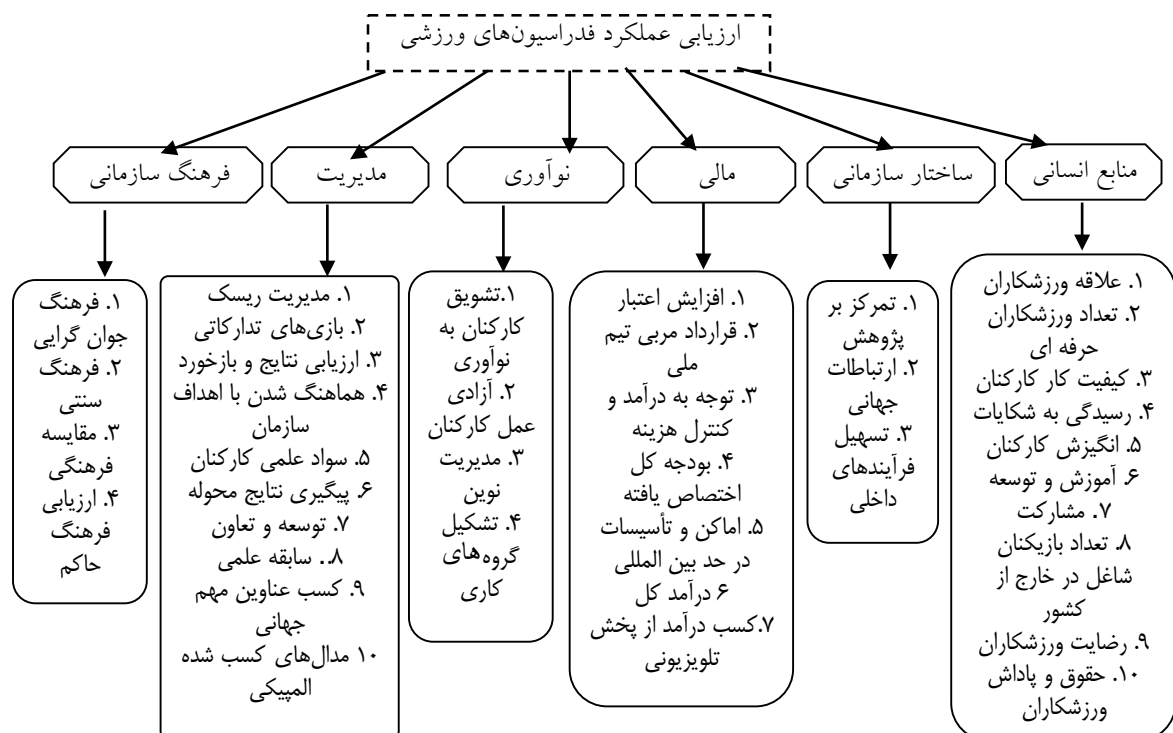 ارزیابی عملکرد فدراسیون‌های ورزشی
منابع انسانی
ساختار سازمانی
مالی
نوآوری
مدیریت
فرهنگ سازمانی
۱. علاقه ورزشکاران
۲. تعداد ورزشکاران
حرفه ای
۳. کیفیت کار کارکنان
۴. رسیدگی به شکایات
۵. انگیزش کارکنان
۶. آموزش و توسعه
۷. مشارکت
۸. تعداد بازیکنان
شاغل در خارج از
کشور
۹. رضایت ورزشکاران
۱۰. حقوق و پاداش
ورزشکاران
۱. تمرکز بر
پژوهش
۲. ارتباطات
جهانی
۳. تسهیل
فرآیندهای
داخلی
۱. افزایش اعتبار
۲. قرارداد مربی تیم
ملی
۳. توجه به درآمد و
کنترل هزینه
۴. بودجه کل
اختصاص یافته
۵. اماکن و تأسیسات
در حد بین المللی
۶ درآمد کل
۷.کسب درآمد از پخش
تلویزیونی
۱.تشویق
کارکنان به
نوآوری
۲. آزادی
عمل کارکنان
۳. مدیریت
نوین
۴. تشکیل
گروه‌های
کاری
۱. مدیریت ریسک
۲. بازی‌های تدارکاتی
۳. ارزیابی نتایج و بازخورد
۴. هماهنگ شدن با اهداف
سازمان
۵. سواد علمی کارکنان
۶. پیگیری نتایج محوله
۷. توسعه و تعاون
۸.. سابقه علمی
۹. کسب عناوین مهم
جهانی
۱۰ مدال‌های کسب شده
المپیکی
۱. فرهنگ
جوان گرایی
۲. فرهنگ
سنتی
۳. مقایسه
فرهنگی
۴. ارزیابی
فرهنگ
حاکم